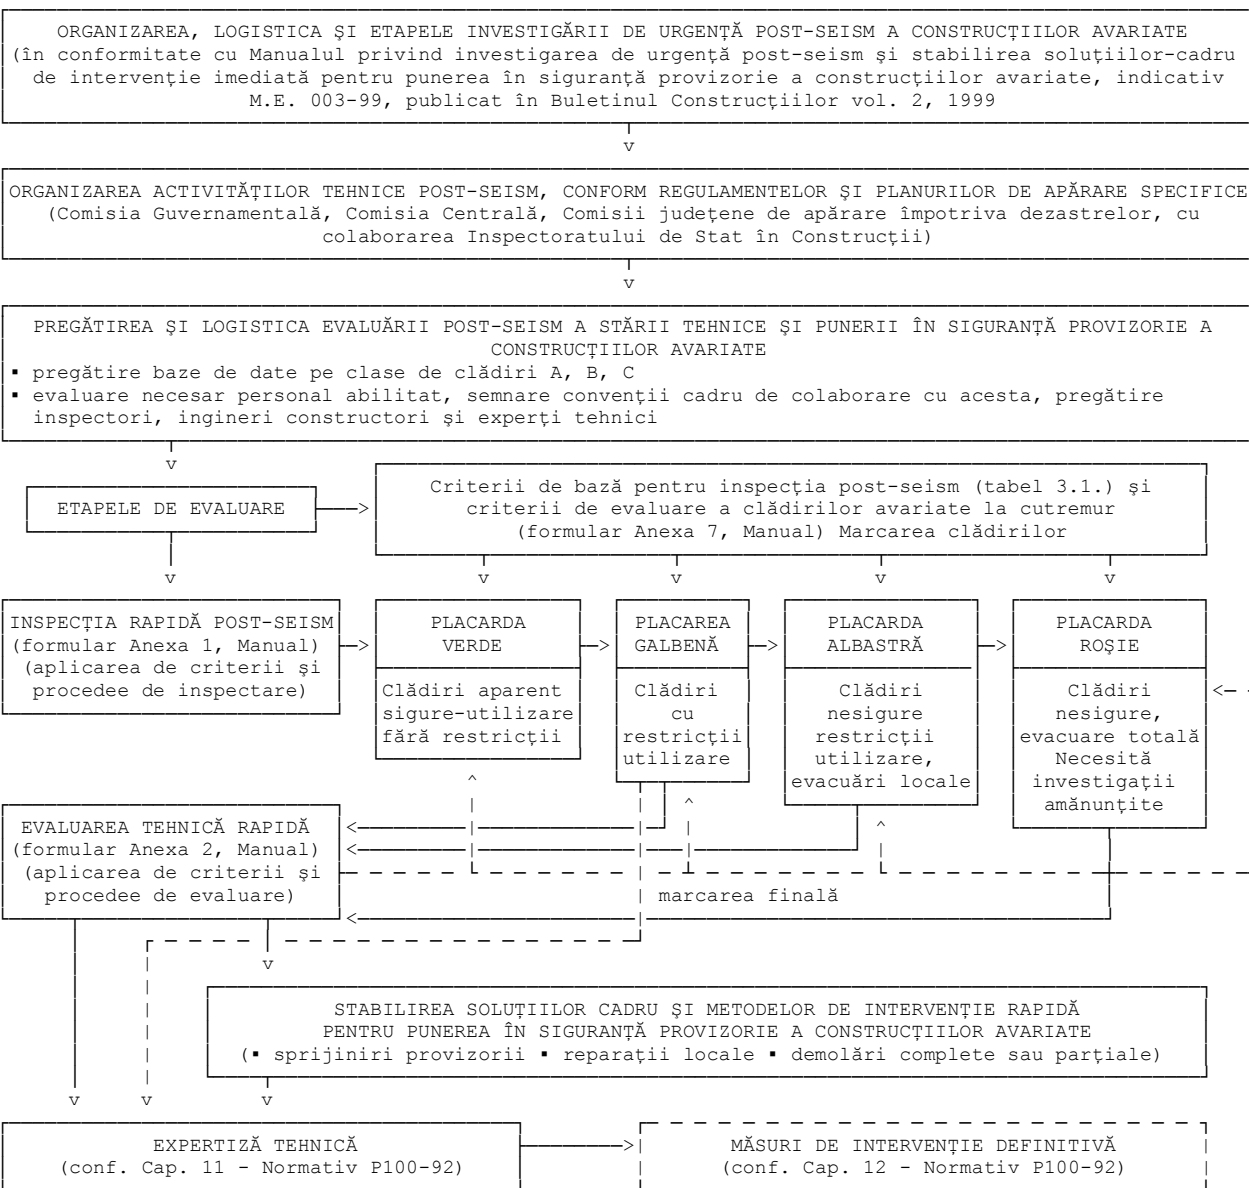 ORGANIZAREA, LOGISTICA ŞI ETAPELE INVESTIGĂRII DE URGENŢĂ POST-SEISM A CONSTRUCŢIILOR AVARIATE
(în conformitate cu Manualul privind investigarea de urgenţă post-seism şi stabilirea soluţiilor-cadru
de intervenţie imediată pentru punerea în siguranţă provizorie a construcţiilor avariate, indicativ
M.E. 003-99, publicat în Buletinul Construcţiilor vol. 2, 1999
ORGANIZAREA ACTIVITĂŢILOR TEHNICE POST-SEISM, CONFORM REGULAMENTELOR ŞI PLANURILOR DE APĂRARE SPECIFICE
(Comisia Guvernamentală, Comisia Centrală, Comisii judeţene de apărare împotriva dezastrelor, cu
colaborarea Inspectoratului de Stat în Construcţii)
PREGĂTIREA ŞI LOGISTICA EVALUĂRII POST-SEISM A STĂRII TEHNICE ŞI PUNERII ÎN SIGURANŢĂ PROVIZORIE A
CONSTRUCŢIILOR AVARIATE
▪ pregătire baze de date pe clase de clădiri A, B, C
▪ evaluare necesar personal abilitat, semnare convenţii cadru de colaborare cu acesta, pregătire
inspectori, ingineri constructori şi experţi tehnici
ETAPELE DE EVALUARE
Criterii de bază pentru inspecţia post-seism (tabel 3.1.) şi
criterii de evaluare a clădirilor avariate la cutremur
(formular Anexa 7, Manual) Marcarea clădirilor
INSPECŢIA RAPIDĂ POST-SEISM
(formular Anexa 1, Manual)
(aplicarea de criterii şi
procedee de inspectare)
PLACARDA
VERDE
Clădiri aparent
sigure-utilizare
fără restricţii
PLACAREA
GALBENĂ
Clădiri
cu
restricţii
utilizare
PLACARDA
ALBASTRĂ
Clădiri
nesigure
restricţii
utilizare,
evacuări locale
PLACARDA
ROŞIE
Clădiri
nesigure,
evacuare totală
Necesită
investigaţii
amănunţite
EVALUAREA TEHNICĂ RAPIDĂ
(formular Anexa 2, Manual)
(aplicarea de criterii şi
procedee de evaluare)
marcarea finală
STABILIREA SOLUŢIILOR CADRU ŞI METODELOR DE INTERVENŢIE RAPIDĂ
PENTRU PUNEREA ÎN SIGURANŢĂ PROVIZORIE A CONSTRUCŢIILOR AVARIATE
(▪ sprijiniri provizorii ▪ reparaţii locale ▪ demolări complete sau parţiale)
EXPERTIZĂ TEHNICĂ
(conf. Cap. 11 - Normativ P100-92)
MĂSURI DE INTERVENŢIE DEFINITIVĂ
(conf. Cap. 12 - Normativ P100-92)